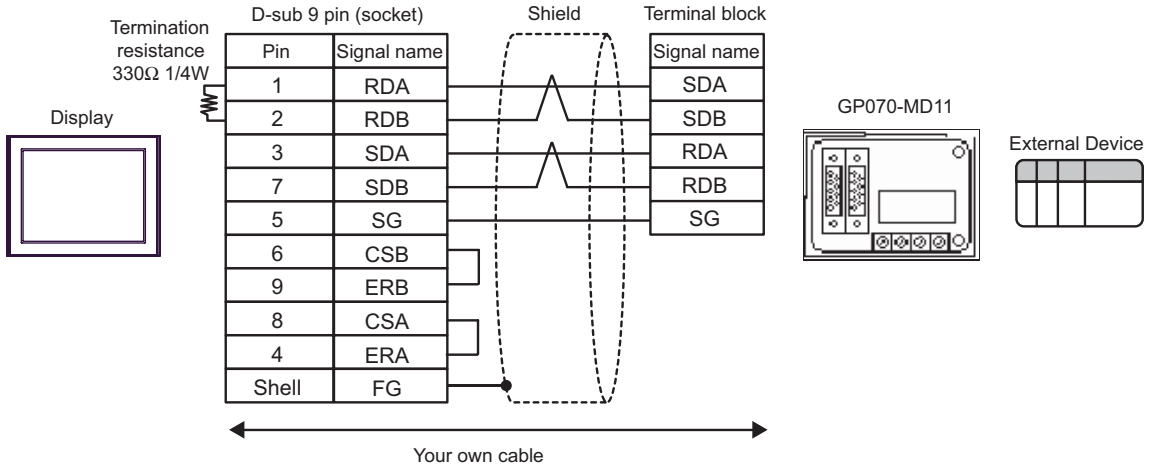 D-sub 9 pin (socket)
Shield
Terminal block
Termination
resistance
330Ω 1/4W
Pin Signal name
Signal name
1 RDA
SDA
2 RDB
SDB
3 SDA
RDA
7 SDB
RDB
5 SG
SG
6 CSB
9 ERB
8 CSA
4 ERA
Shell FG
Display
GP070-MD11
External Device
Your own cable